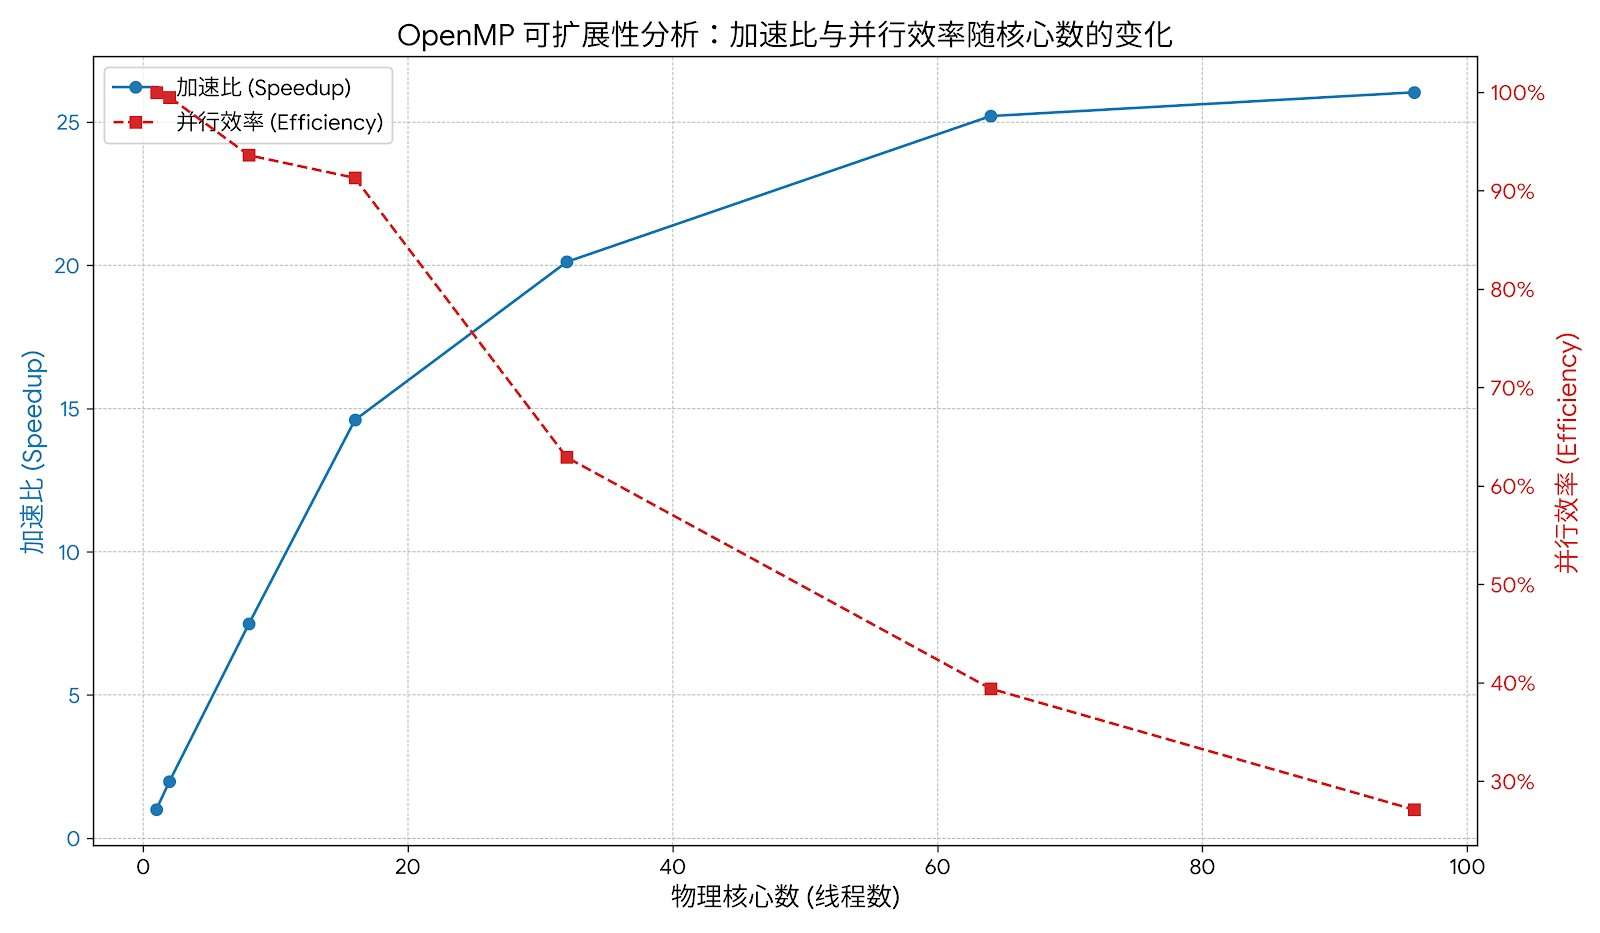 OpenMP 可扩展性分析：加速比与并行效率随核心数的变化
加速比 (Speedup)
并行效率 (Efficiency)
25
20
15
10
5
0
加速比 (Speedup)
100%
90%
80%
70%
60%
50%
40%
30%
并行效率 (Efficiency)
0 20 40 60 80 100
物理核心数 (线程数)